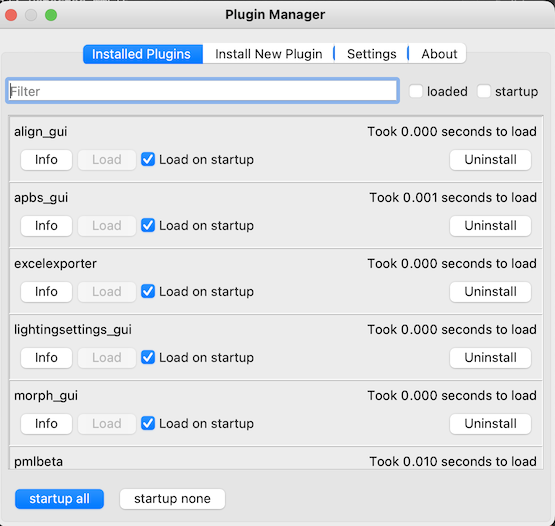 Plugin Manager
Installed Plugins Install New Plugin Settings About
Filter loaded startup
align_gui Took 0.000 seconds to load
Info Load Load on startup Uninstall
apbs_gui Took 0.001 seconds to load
Info Load Load on startup Uninstall
excelexporter Took 0.000 seconds to load
Info Load Load on startup Uninstall
lightingsettings_gui Took 0.000 seconds to load
Info Load Load on startup Uninstall
morph_gui Took 0.000 seconds to load
Info Load Load on startup Uninstall
pmlbeta Took 0.010 seconds to load
startup all startup none